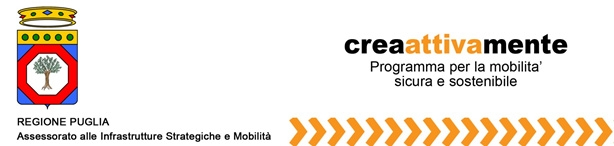 REGIONE PUGLIA
Assessorato alle Infrastrutture Strategiche e Mobilità
creaattivamente
Programma per la mobilita’
sicura e sostenibile